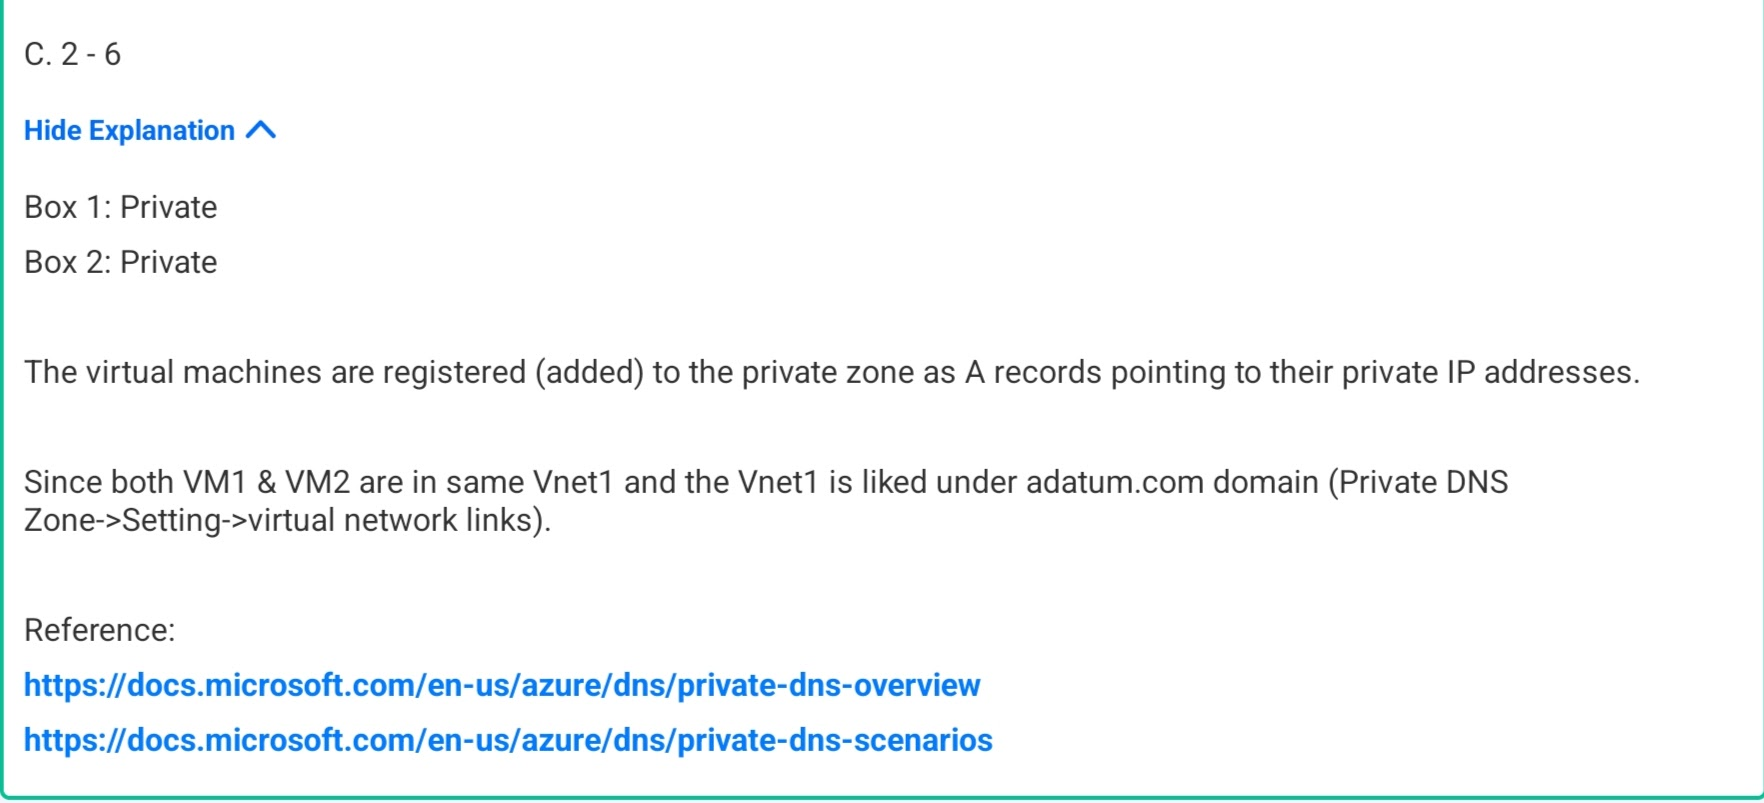 C. 2 - 6
Hide Explanation
Box 1: Private
Box 2: Private
The virtual machines are registered (added) to the private zone as A records pointing to their private IP addresses.
Since both VM1 & VM2 are in same Vnet1 and the Vnet1 is liked under adatum.com domain (Private DNS
Zone->Setting->virtual network links).
Reference:
https://docs.microsoft.com/en-us/azure/dns/private-dns-overview
https://docs.microsoft.com/en-us/azure/dns/private-dns-scenarios